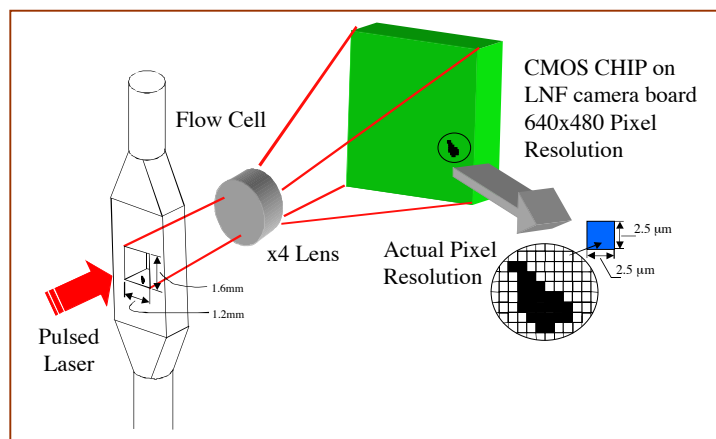 CMOS CHIP on
LNF camera board
640x480 Pixel
Resolution
Flow Cell
x4 Lens
Actual Pixel
Resolution
2.5 µm
2.5 µm
1.6mm
1.2mm
Pulsed
Laser